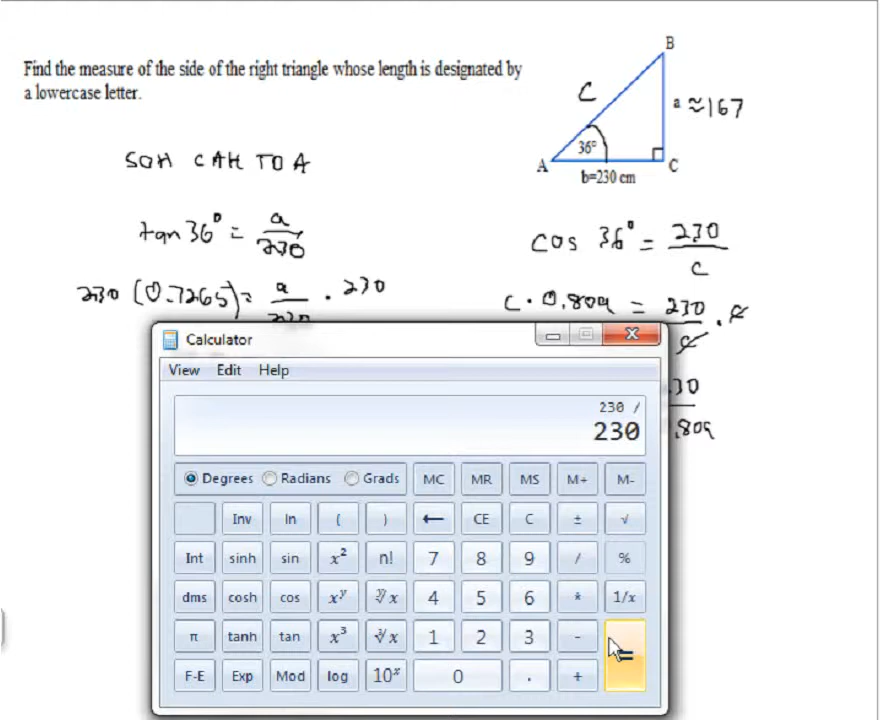 Find the measure of the side of the right triangle whose length is designated by
a lowercase letter.
B
C
a ≈167
36°
A
C
b=230 cm
SOH CAH TOA
tan 36° = a
230
230 (0.7265) = a · 230
230
cos 36° = 230
c
c · 0.809 = 230 · c
c
30
.809
Calculator
View Edit Help
230 /
230
Degrees Radians Grads MC MR MS M+ M-
Inv ln ( ) ← CE C ± √
Int sinh sin x² n! 7 8 9 / %
dms cosh cos xʸ ʸ√x 4 5 6 * 1/x
π tanh tan x³ ³√x 1 2 3 - =
F-E Exp Mod log 10ˣ 0 . +